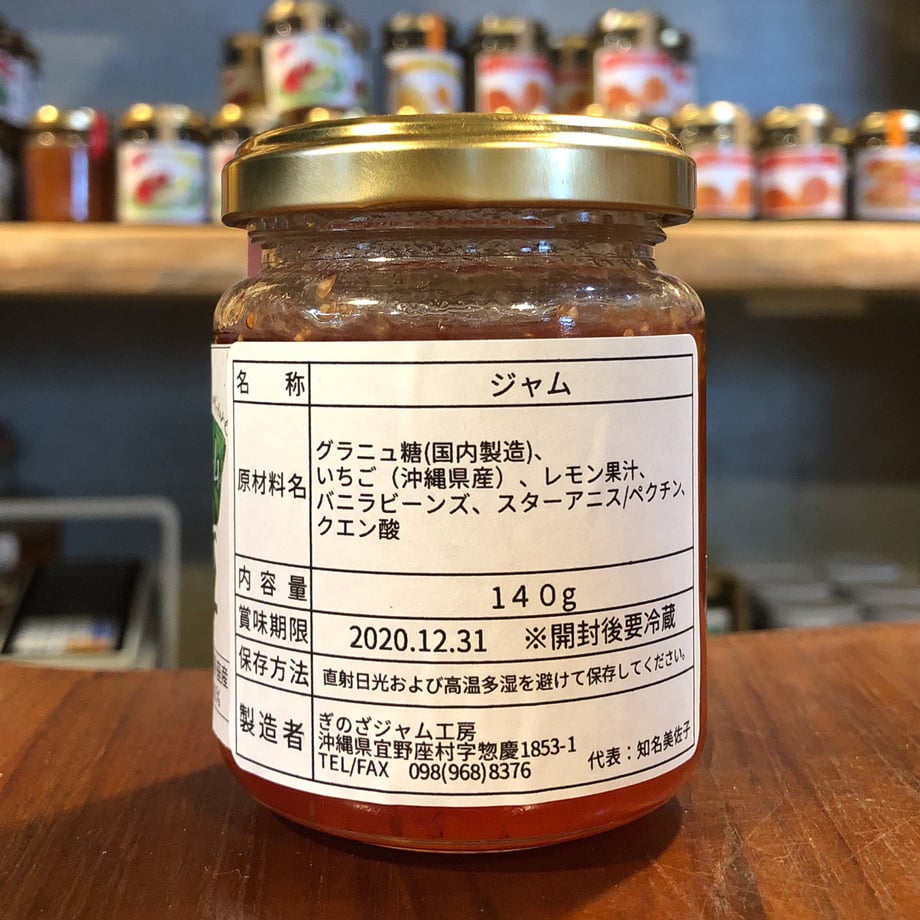 名称 ジャム
原材料名 グラニュ糖(国内製造)、
いちご（沖縄県産）、レモン果汁、
バニラビーンズ、スターアニス/ペクチン、
クエン酸
内容量 140g
賞味期限 2020.12.31 ※開封後要冷蔵
保存方法 直射日光および高温多湿を避けて保存してください。
製造者 ぎのざジャム工房
沖縄県宜野座村字惣慶1853-1
TEL/FAX 098(968)8376 代表：知名美佐子